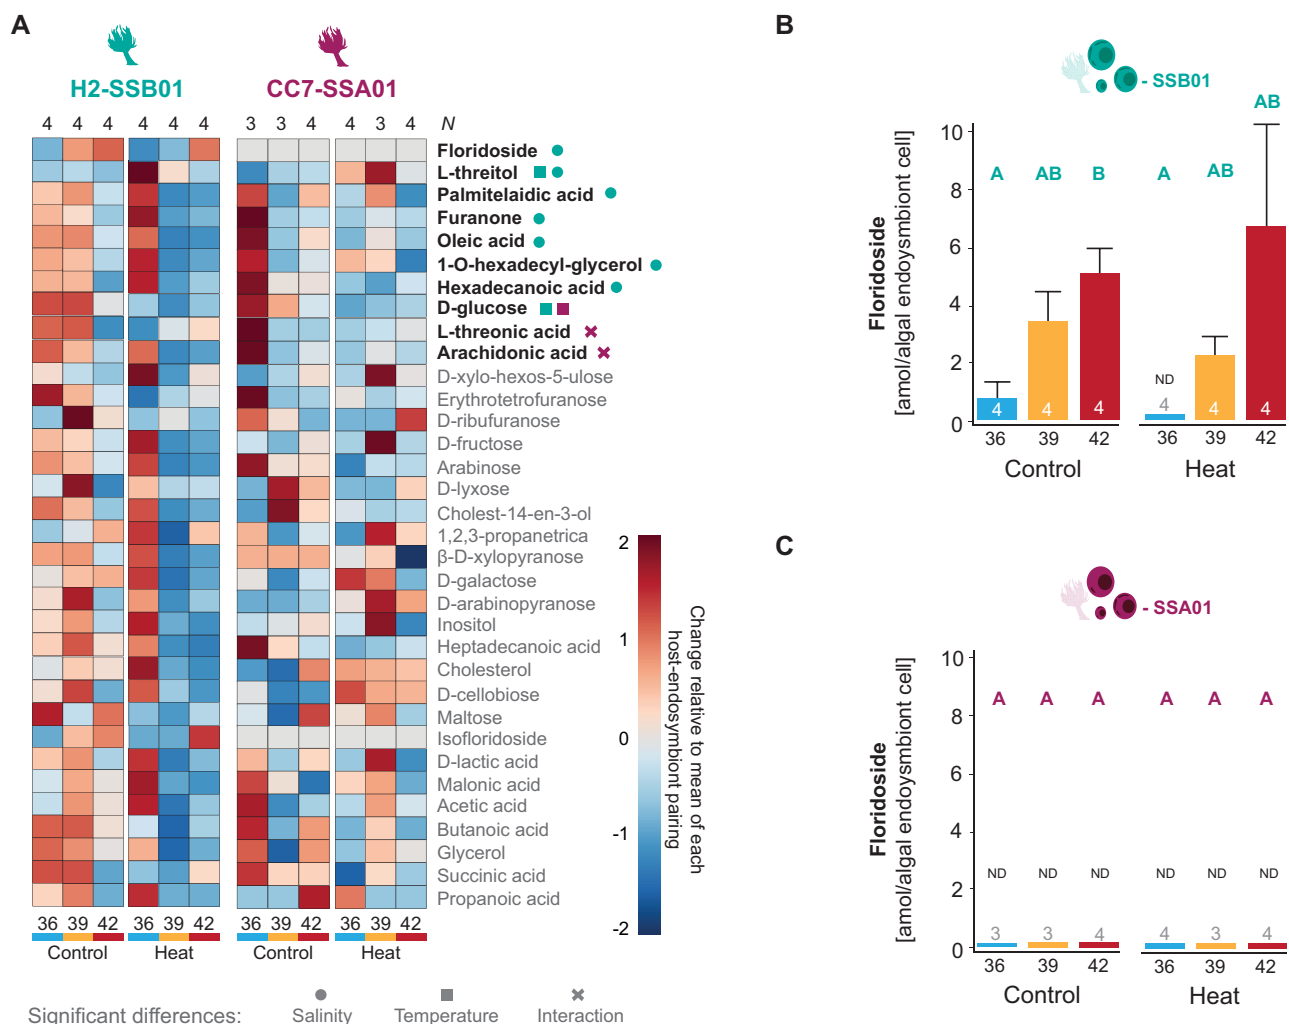 A
H2-SSB01
CC7-SSA01
4 4 4 4 4 4 3 3 4 4 3 4 N
Floridoside
L-threitol
Palmitelaidic acid
Furanone
Oleic acid
1-O-hexadecyl-glycerol
Hexadecanoic acid
D-glucose
L-threonic acid
Arachidonic acid
D-xylo-hexos-5-ulose
Erythrotetrofuranose
D-ribufuranose
D-fructose
Arabinose
D-lyxose
Cholest-14-en-3-ol
1,2,3-propanetrica
β-D-xylopyranose
D-galactose
D-arabinopyranose
Inositol
Heptadecanoic acid
Cholesterol
D-cellobiose
Maltose
Isofloridoside
D-lactic acid
Malonic acid
Acetic acid
Butanoic acid
Glycerol
Succinic acid
Propanoic acid
36 39 42 36 39 42 36 39 42 36 39 42
Control Heat Control Heat
2
1
0
-1
-2
Change relative to mean of each
host-endosymbiont pairing
Significant differences: Salinity Temperature Interaction
B
- SSB01
Floridoside
[amol/algal endoysmbiont cell]
10
8
6
4
2
0
A AB B A AB AB
ND
4 4 4 4 4 4
36 39 42 36 39 42
Control Heat
C
- SSA01
Floridoside
[amol/algal endoysmbiont cell]
10
8
6
4
2
0
A A A A A A
ND ND ND ND ND ND
3 3 4 4 3 4
36 39 42 36 39 42
Control Heat